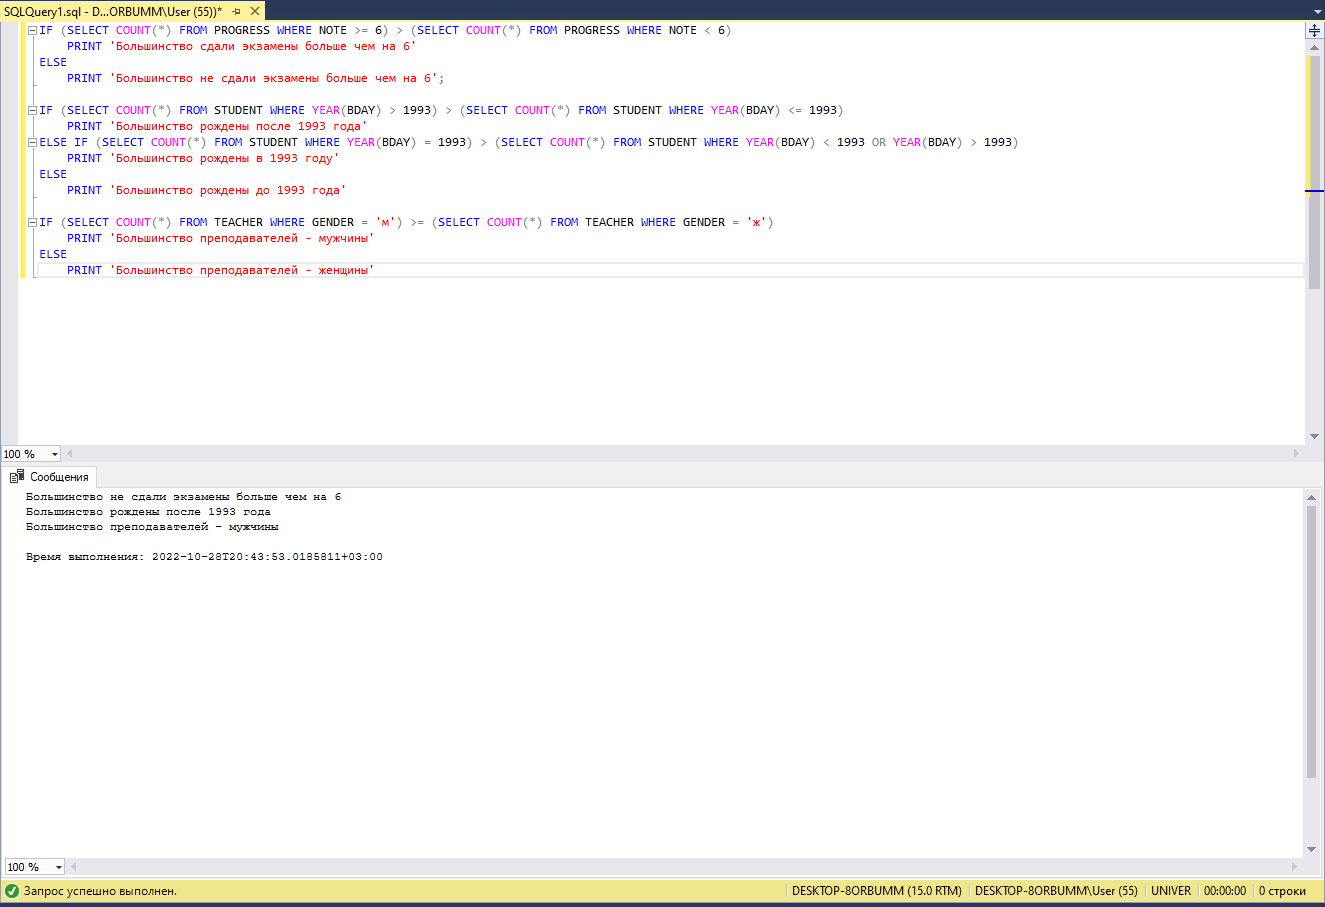 SQLQuery1.sql - D...ORBUMM\User (55))*
IF (SELECT COUNT(*) FROM PROGRESS WHERE NOTE >= 6) > (SELECT COUNT(*) FROM PROGRESS WHERE NOTE < 6)
PRINT 'Большинство сдали экзамены больше чем на 6'
ELSE
PRINT 'Большинство не сдали экзамены больше чем на 6';
IF (SELECT COUNT(*) FROM STUDENT WHERE YEAR(BDAY) > 1993) > (SELECT COUNT(*) FROM STUDENT WHERE YEAR(BDAY) <= 1993)
PRINT 'Большинство рождены после 1993 года'
ELSE IF (SELECT COUNT(*) FROM STUDENT WHERE YEAR(BDAY) = 1993) > (SELECT COUNT(*) FROM STUDENT WHERE YEAR(BDAY) < 1993 OR YEAR(BDAY) > 1993)
PRINT 'Большинство рождены в 1993 году'
ELSE
PRINT 'Большинство рождены до 1993 года'
IF (SELECT COUNT(*) FROM TEACHER WHERE GENDER = 'м') >= (SELECT COUNT(*) FROM TEACHER WHERE GENDER = 'ж')
PRINT 'Большинство преподавателей - мужчины'
ELSE
PRINT 'Большинство преподавателей - женщины'
100 %
Сообщения
Большинство не сдали экзамены больше чем на 6
Большинство рождены после 1993 года
Большинство преподавателей - мужчины
Время выполнения: 2022-10-28T20:43:53.0185811+03:00
100 %
Запрос успешно выполнен. DESKTOP-8ORBUMM (15.0 RTM) DESKTOP-8ORBUMM\User (55) UNIVER 00:00:00 0 строки